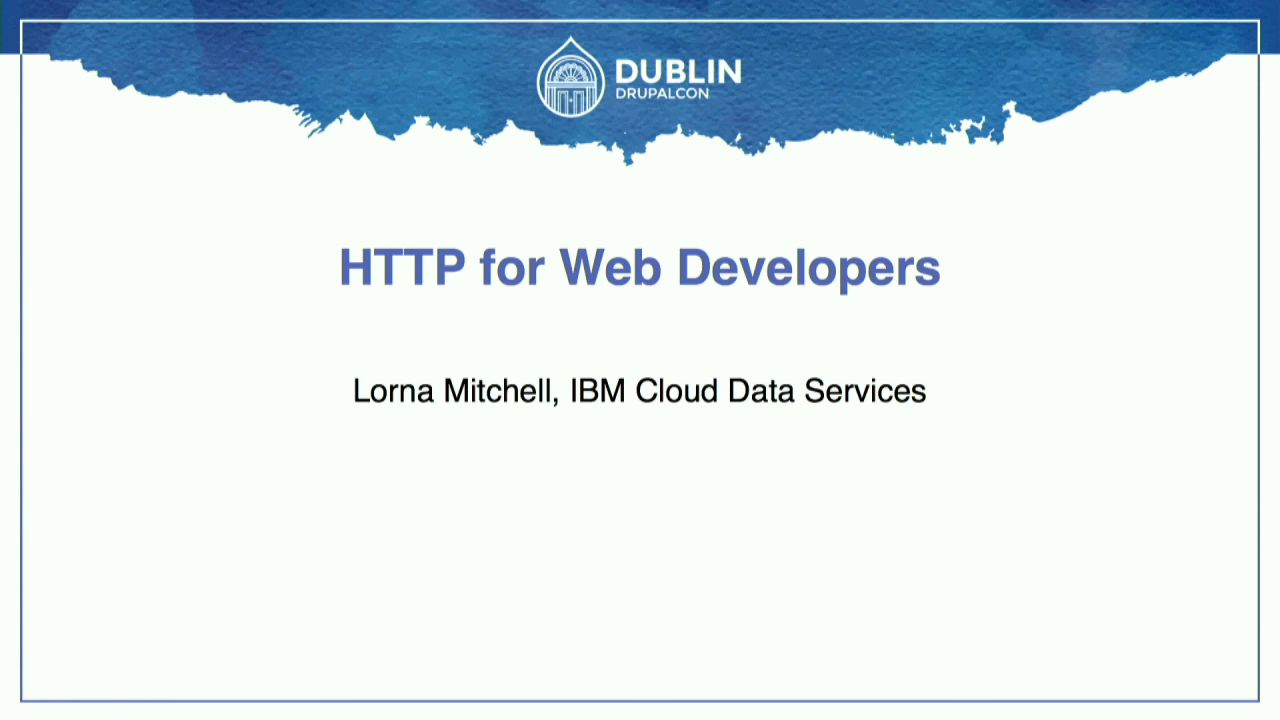 DUBLIN
DRUPALCON
HTTP for Web Developers
Lorna Mitchell, IBM Cloud Data Services